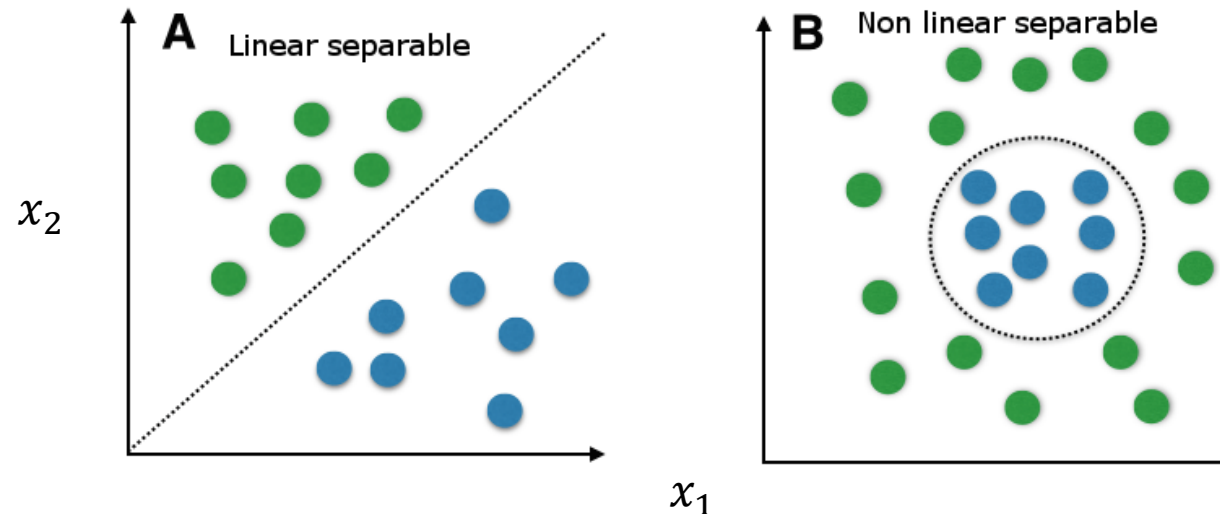 A
Linear separable
B
Non linear separable
x₂
x₁